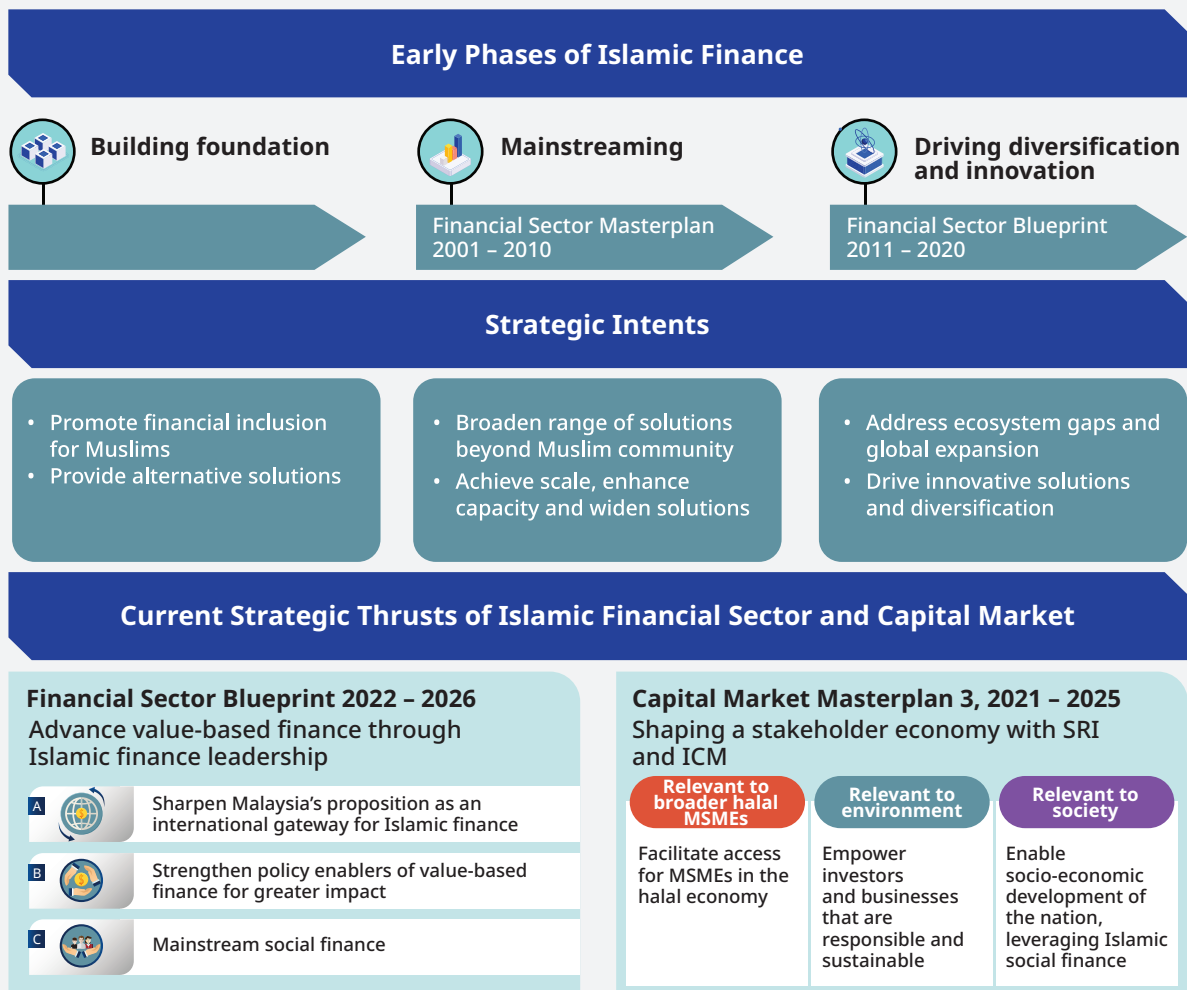 Early Phases of Islamic Finance
Building foundation
Mainstreaming
Driving diversification
and innovation
Financial Sector Masterplan
2001 – 2010
Financial Sector Blueprint
2011 – 2020
Strategic Intents
• Promote financial inclusion
for Muslims
• Provide alternative solutions
• Broaden range of solutions
beyond Muslim community
• Achieve scale, enhance
capacity and widen solutions
• Address ecosystem gaps and
global expansion
• Drive innovative solutions
and diversification
Current Strategic Thrusts of Islamic Financial Sector and Capital Market
Financial Sector Blueprint 2022 – 2026
Advance value-based finance through
Islamic finance leadership
A
Sharpen Malaysia’s proposition as an
international gateway for Islamic finance
B
Strengthen policy enablers of value-based
finance for greater impact
C
Mainstream social finance
Capital Market Masterplan 3, 2021 – 2025
Shaping a stakeholder economy with SRI
and ICM
Relevant to
broader halal
MSMEs
Facilitate access
for MSMEs in the
halal economy
Relevant to
environment
Empower
investors
and businesses
that are
responsible and
sustainable
Relevant to
society
Enable
socio-economic
development of
the nation,
leveraging Islamic
social finance